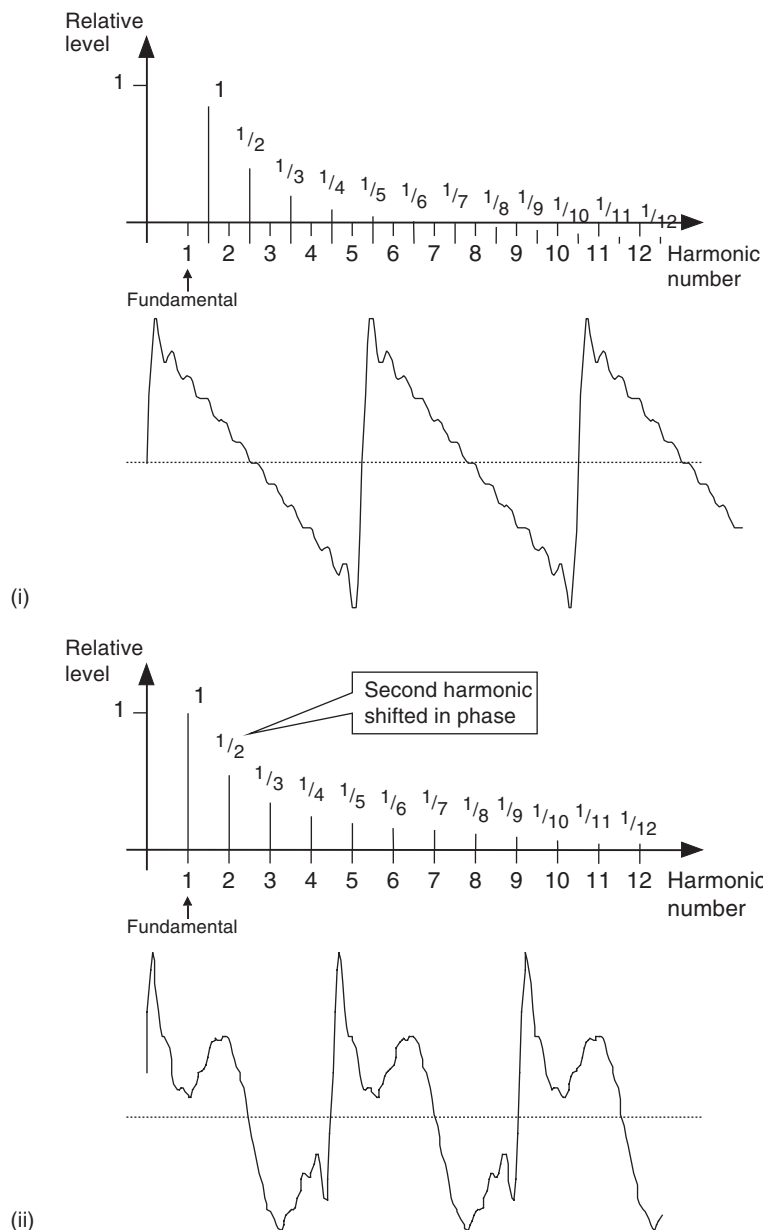 Relative
level
1
1
1/2
1/3
1/4
1/5
1/6
1/7
1/8
1/9
1/10
1/11
1/12
1 2 3 4 5 6 7 8 9 10 11 12 Harmonic
number
Fundamental
(i)
Relative
level
Second harmonic
shifted in phase
1
1
1/2
1/3
1/4
1/5
1/6
1/7
1/8
1/9
1/10
1/11
1/12
1 2 3 4 5 6 7 8 9 10 11 12 Harmonic
number
Fundamental
(ii)